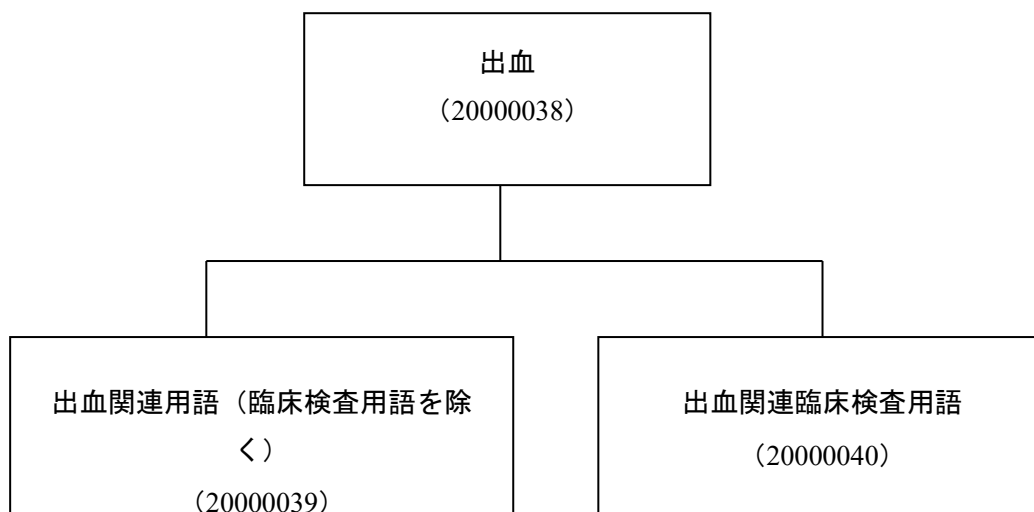 出血
（20000038）
出血関連用語（臨床検査用語を除
く）
（20000039）
出血関連臨床検査用語
（20000040）